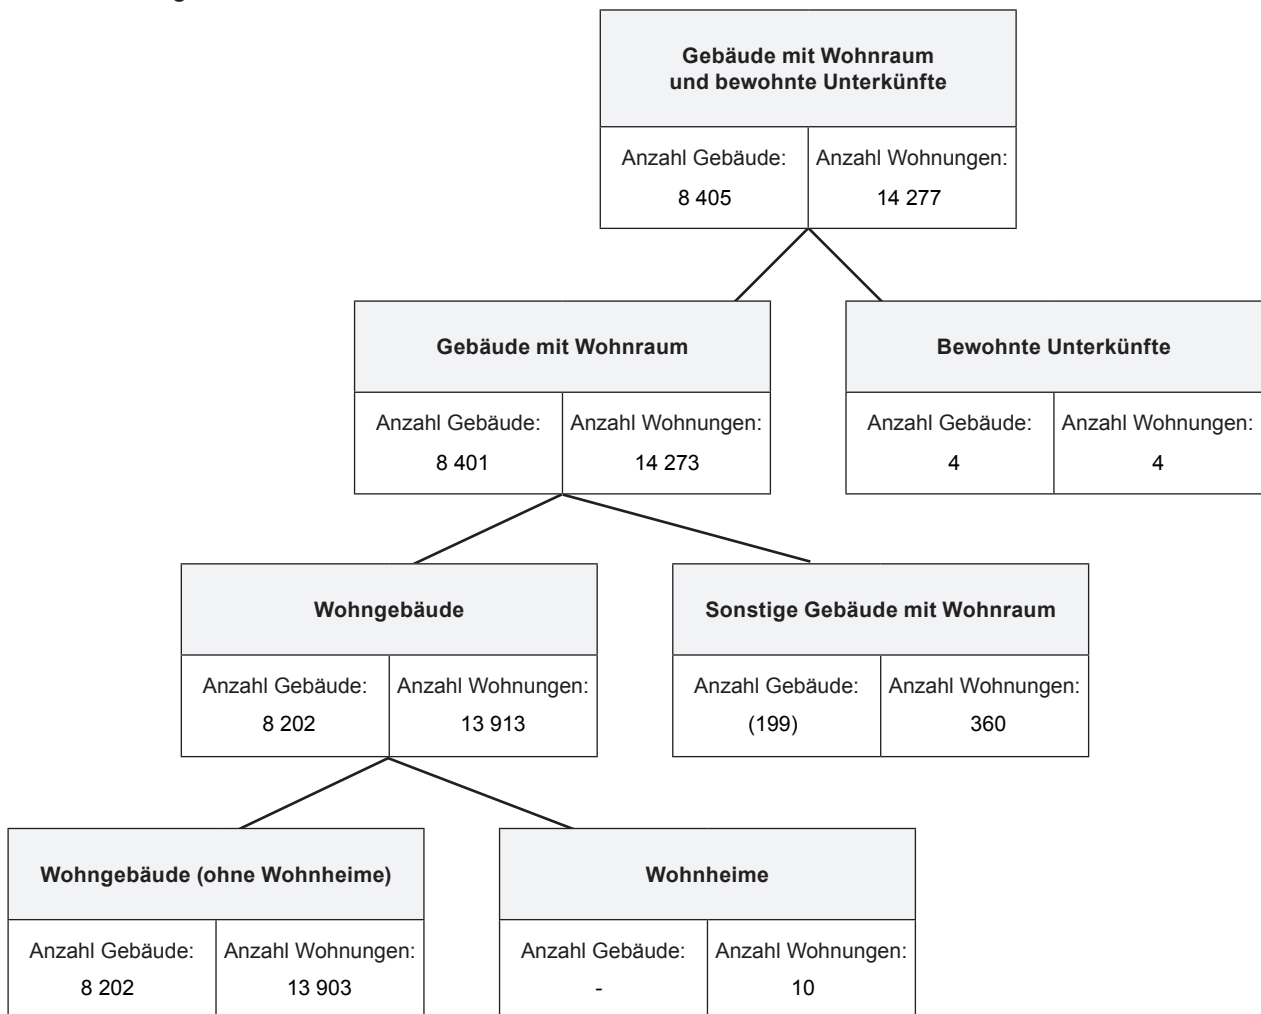 Gebäude mit Wohnraum
und bewohnte Unterkünfte
Anzahl Gebäude: Anzahl Wohnungen:
8 405 14 277
Gebäude mit Wohnraum
Anzahl Gebäude: Anzahl Wohnungen:
8 401 14 273
Bewohnte Unterkünfte
Anzahl Gebäude: Anzahl Wohnungen:
4 4
Wohngebäude
Anzahl Gebäude: Anzahl Wohnungen:
8 202 13 913
Sonstige Gebäude mit Wohnraum
Anzahl Gebäude: Anzahl Wohnungen:
(199) 360
Wohngebäude (ohne Wohnheime)
Anzahl Gebäude: Anzahl Wohnungen:
8 202 13 903
Wohnheime
Anzahl Gebäude: Anzahl Wohnungen:
- 10